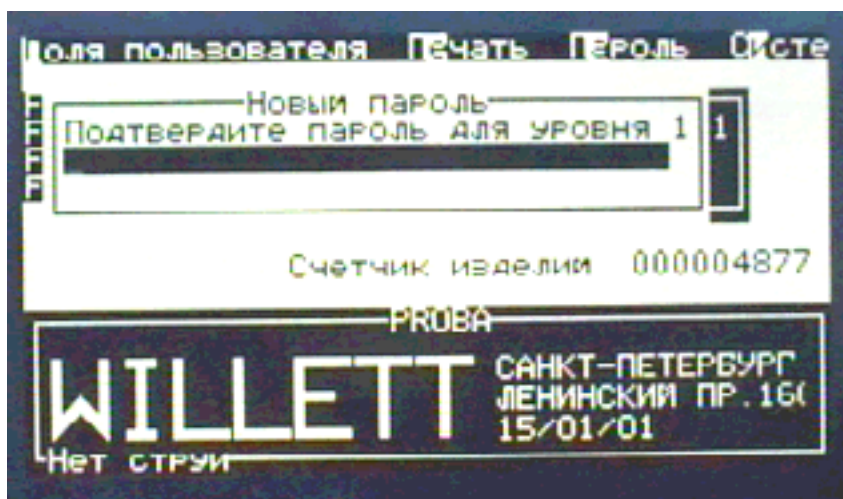 Поля пользователя Печать Пароль Систе
Новый пароль
Подтвердите пароль для уровня 1
1
Счетчик изделий 000004877
PROBA
WILLETT
САНКТ-ПЕТЕРБУРГ
ЛЕНИНСКИЙ ПР.16(
15/01/01
Нет струи